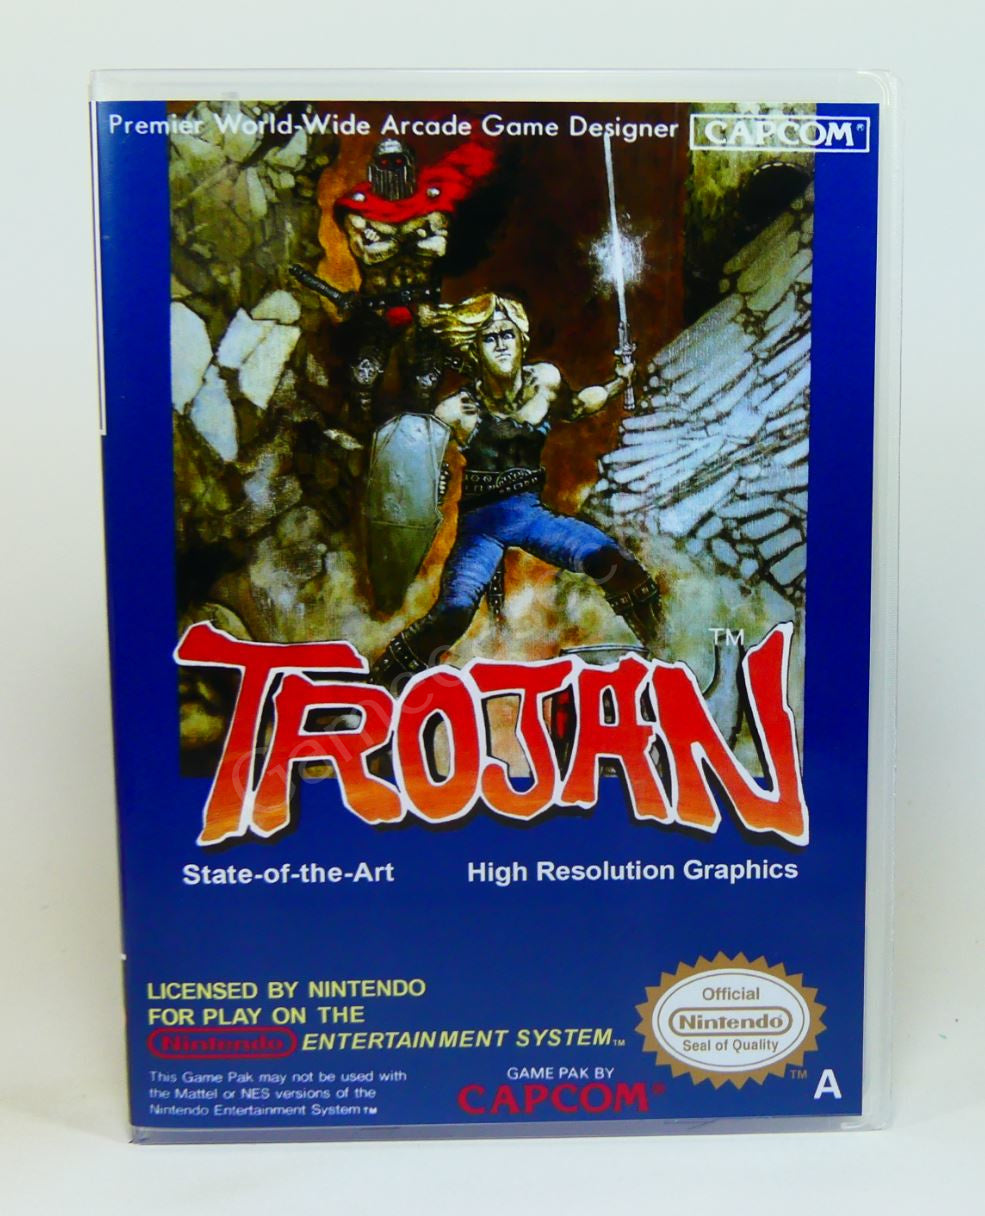 Premier World-Wide Arcade Game Designer CAPCOM®
TM
TROJAN
State-of-the-Art High Resolution Graphics
LICENSED BY NINTENDO
FOR PLAY ON THE
Nintendo ENTERTAINMENT SYSTEM TM
Official
Nintendo
Seal of Quality
TM
This Game Pak may not be used with
the Mattel or NES versions of the
Nintendo Entertainment System TM
GAME PAK BY
CAPCOM®
A